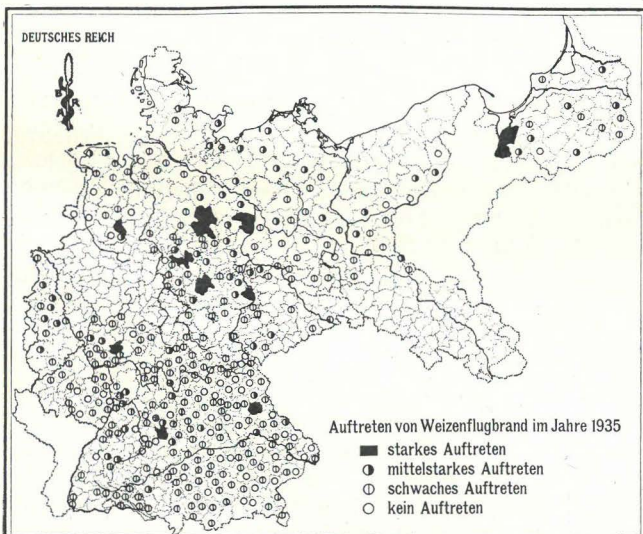 DEUTSCHES REICH
Auftreten von Weizenflugbrand im Jahre 1935
starkes Auftreten
mittelstarkes Auftreten
schwaches Auftreten
kein Auftreten